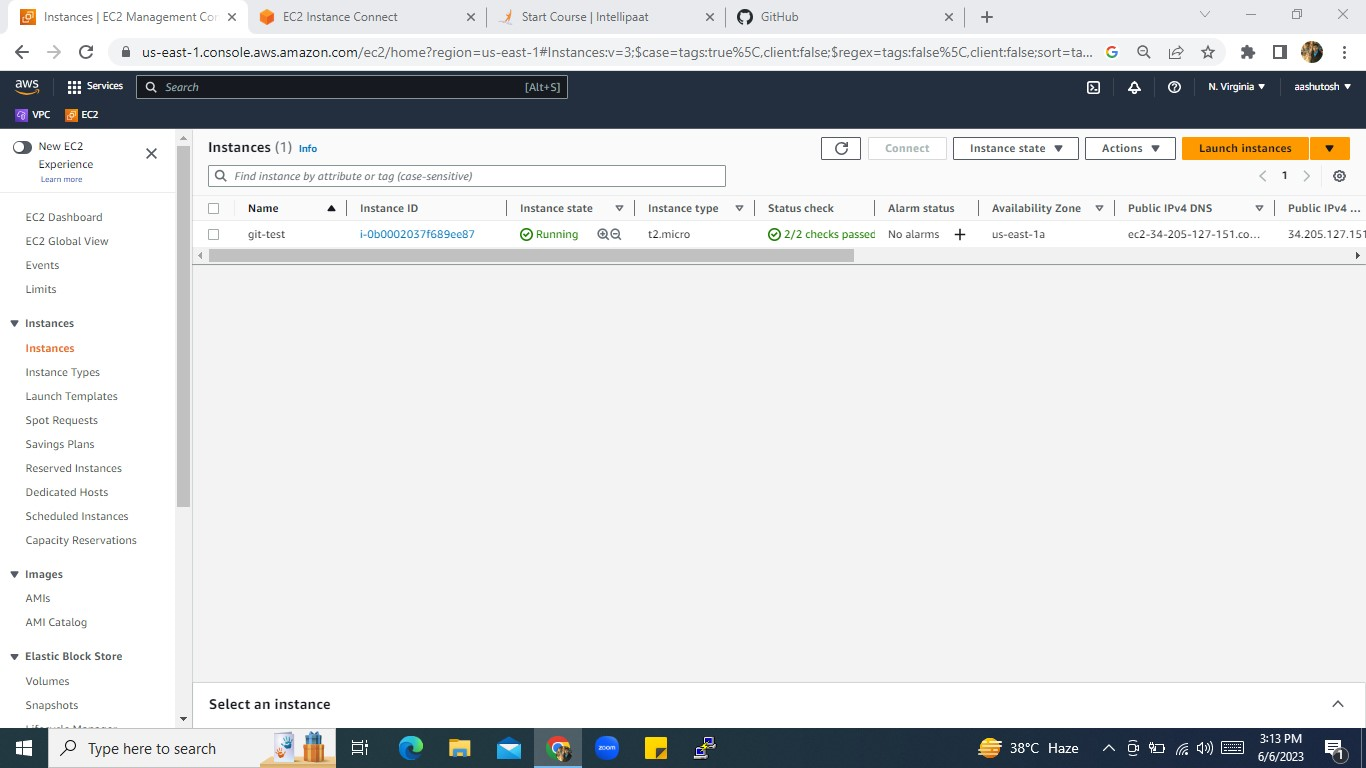 Instances | EC2 Management Con
EC2 Instance Connect
Start Course | Intellipaat
GitHub
us-east-1.console.aws.amazon.com/ec2/home?region=us-east-1#Instances:v=3;$case=tags:true%5C,client:false;$regex=tags:false%5C,client:false;sort=ta...
aws
Services
Search
[Alt+S]
N. Virginia
aashutosh
VPC
EC2
New EC2
Experience
Learn more
EC2 Dashboard
EC2 Global View
Events
Limits
Instances
Instances
Instance Types
Launch Templates
Spot Requests
Savings Plans
Reserved Instances
Dedicated Hosts
Scheduled Instances
Capacity Reservations
Images
AMIs
AMI Catalog
Elastic Block Store
Volumes
Snapshots
Lifecycle Manager
Instances (1) Info
Connect
Instance state
Actions
Launch instances
Find instance by attribute or tag (case-sensitive)
1
Name Instance ID Instance state Instance type Status check Alarm status Availability Zone Public IPv4 DNS Public IPv4 ...
git-test i-0b0002037f689ee87 Running t2.micro 2/2 checks passed No alarms + us-east-1a ec2-34-205-127-151.co... 34.205.127.151
Select an instance
Type here to search
zoom
38°C Haze
3:13 PM
6/6/2023
1